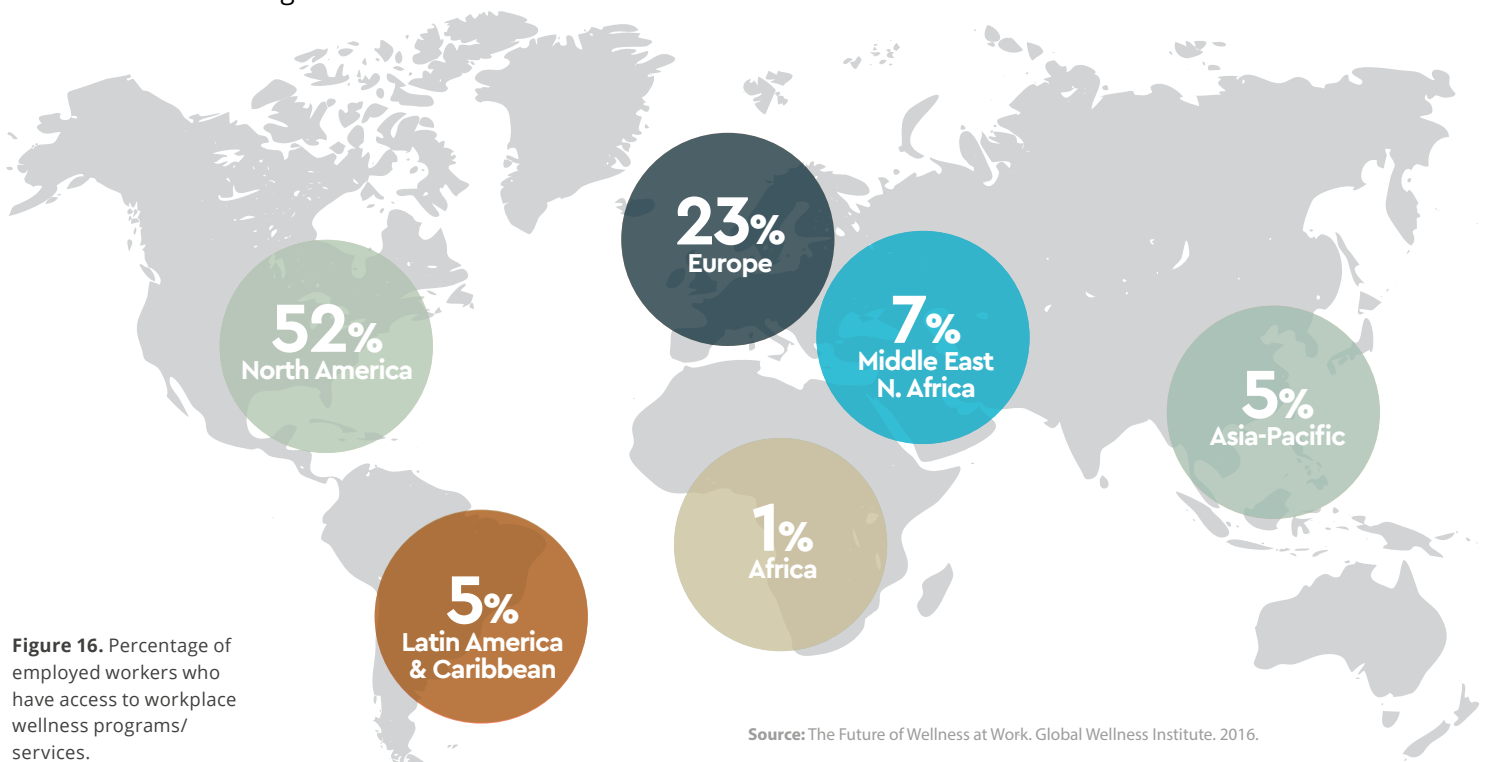 23%
Europe
52%
North America
7%
Middle East
N. Africa
5%
Asia-Pacific
1%
Africa
5%
Latin America
& Caribbean
Figure 16. Percentage of
employed workers who
have access to workplace
wellness programs/
services.
Source: The Future of Wellness at Work. Global Wellness Institute. 2016.